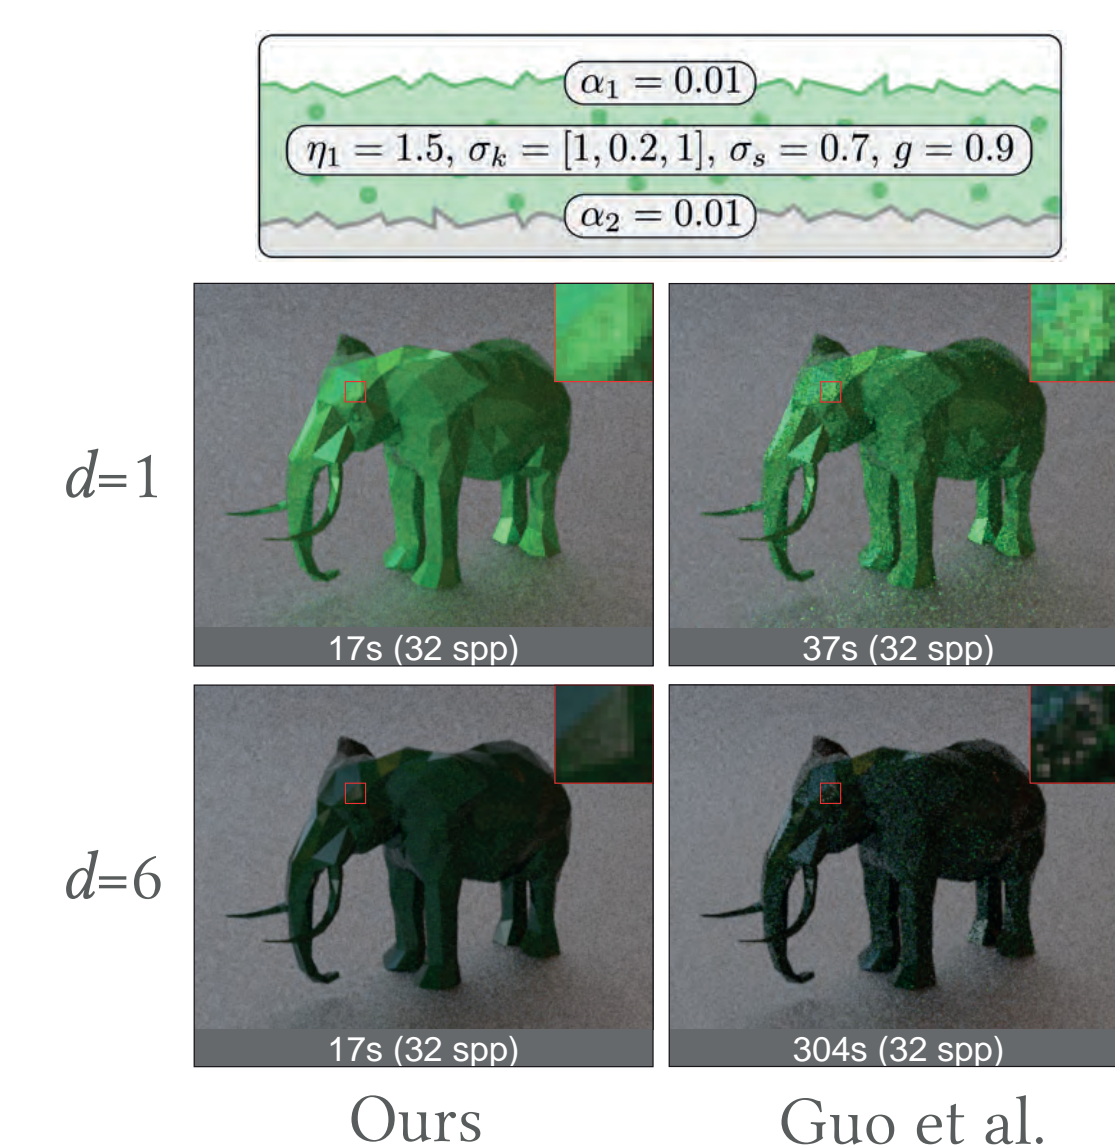 α₁ = 0.01
η₁ = 1.5, σₖ = [1, 0.2, 1], σₛ = 0.7, g = 0.9
α₂ = 0.01
d=1
17s (32 spp)
37s (32 spp)
d=6
17s (32 spp)
304s (32 spp)
Ours
Guo et al.